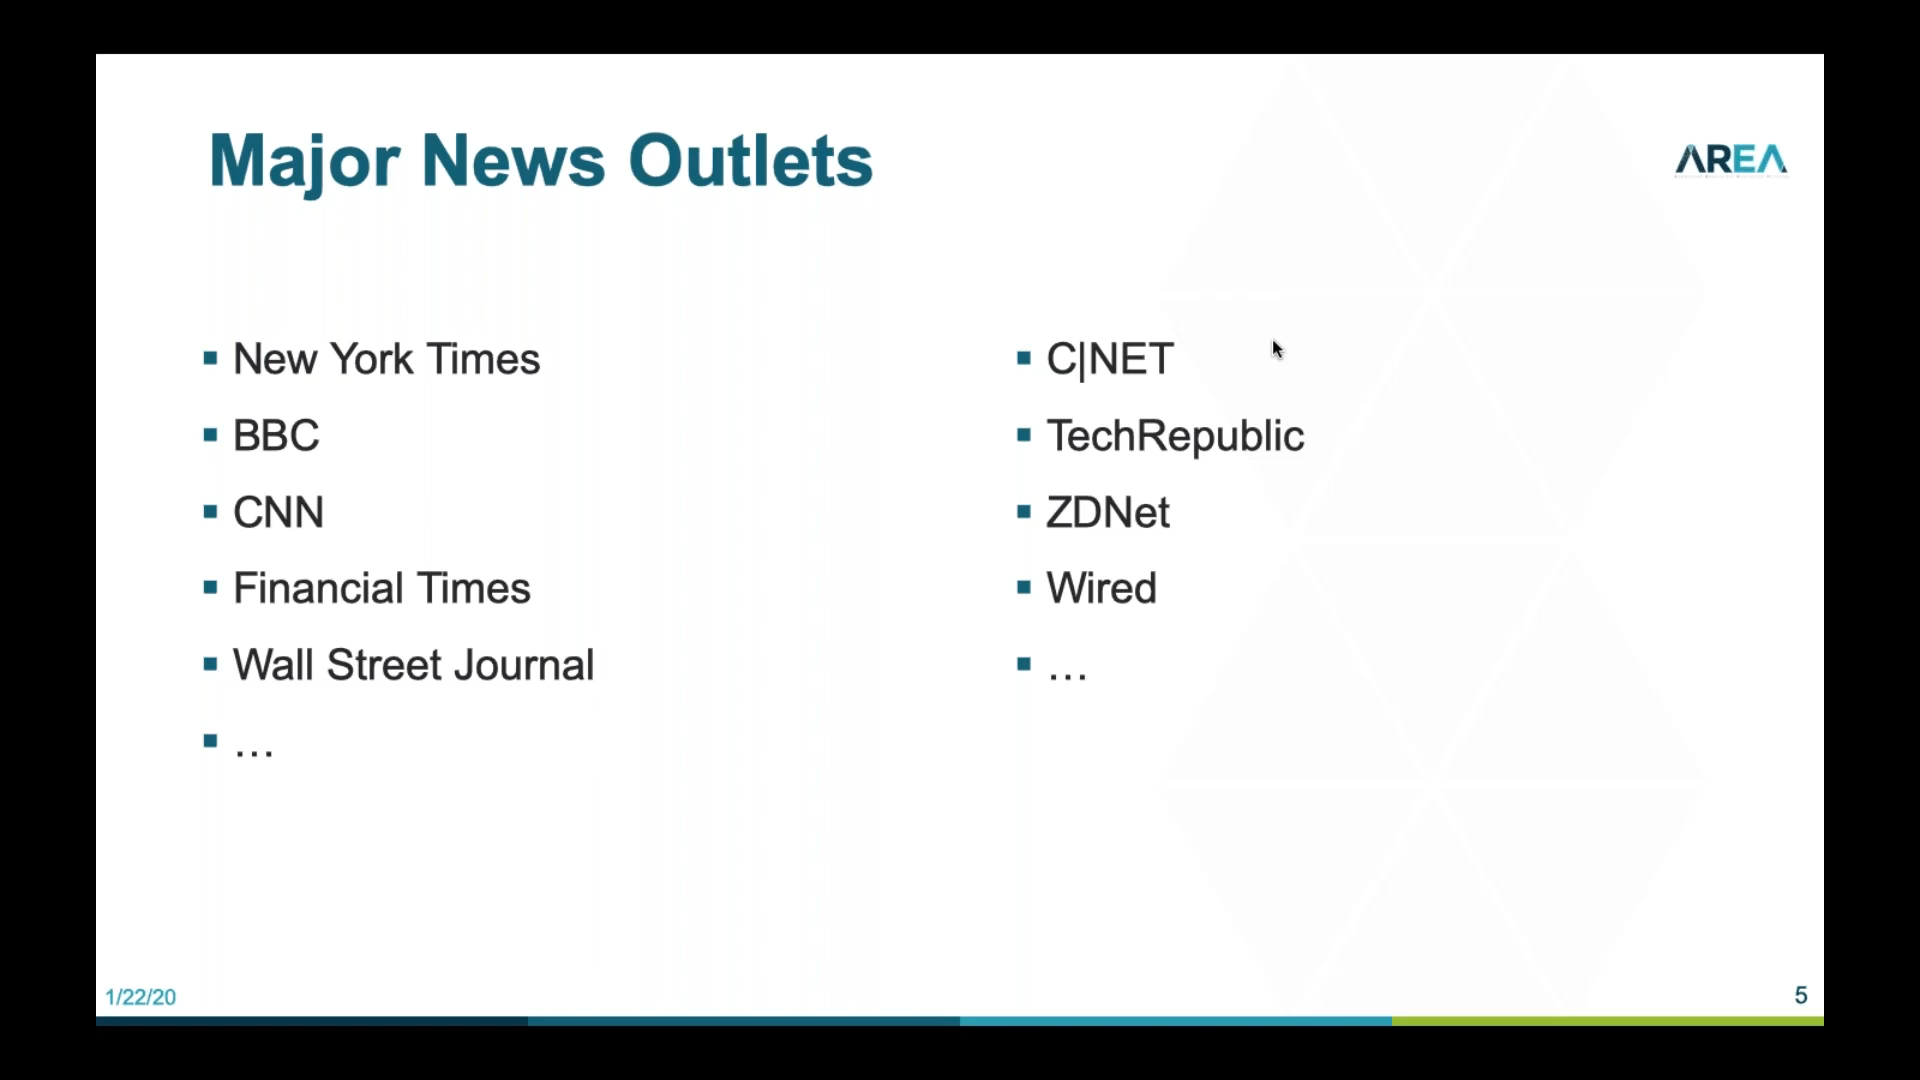 Major News Outlets
AREA
▪ New York Times
▪ BBC
▪ CNN
▪ Financial Times
▪ Wall Street Journal
▪ …
▪ C|NET
▪ TechRepublic
▪ ZDNet
▪ Wired
▪ …
1/22/20
5